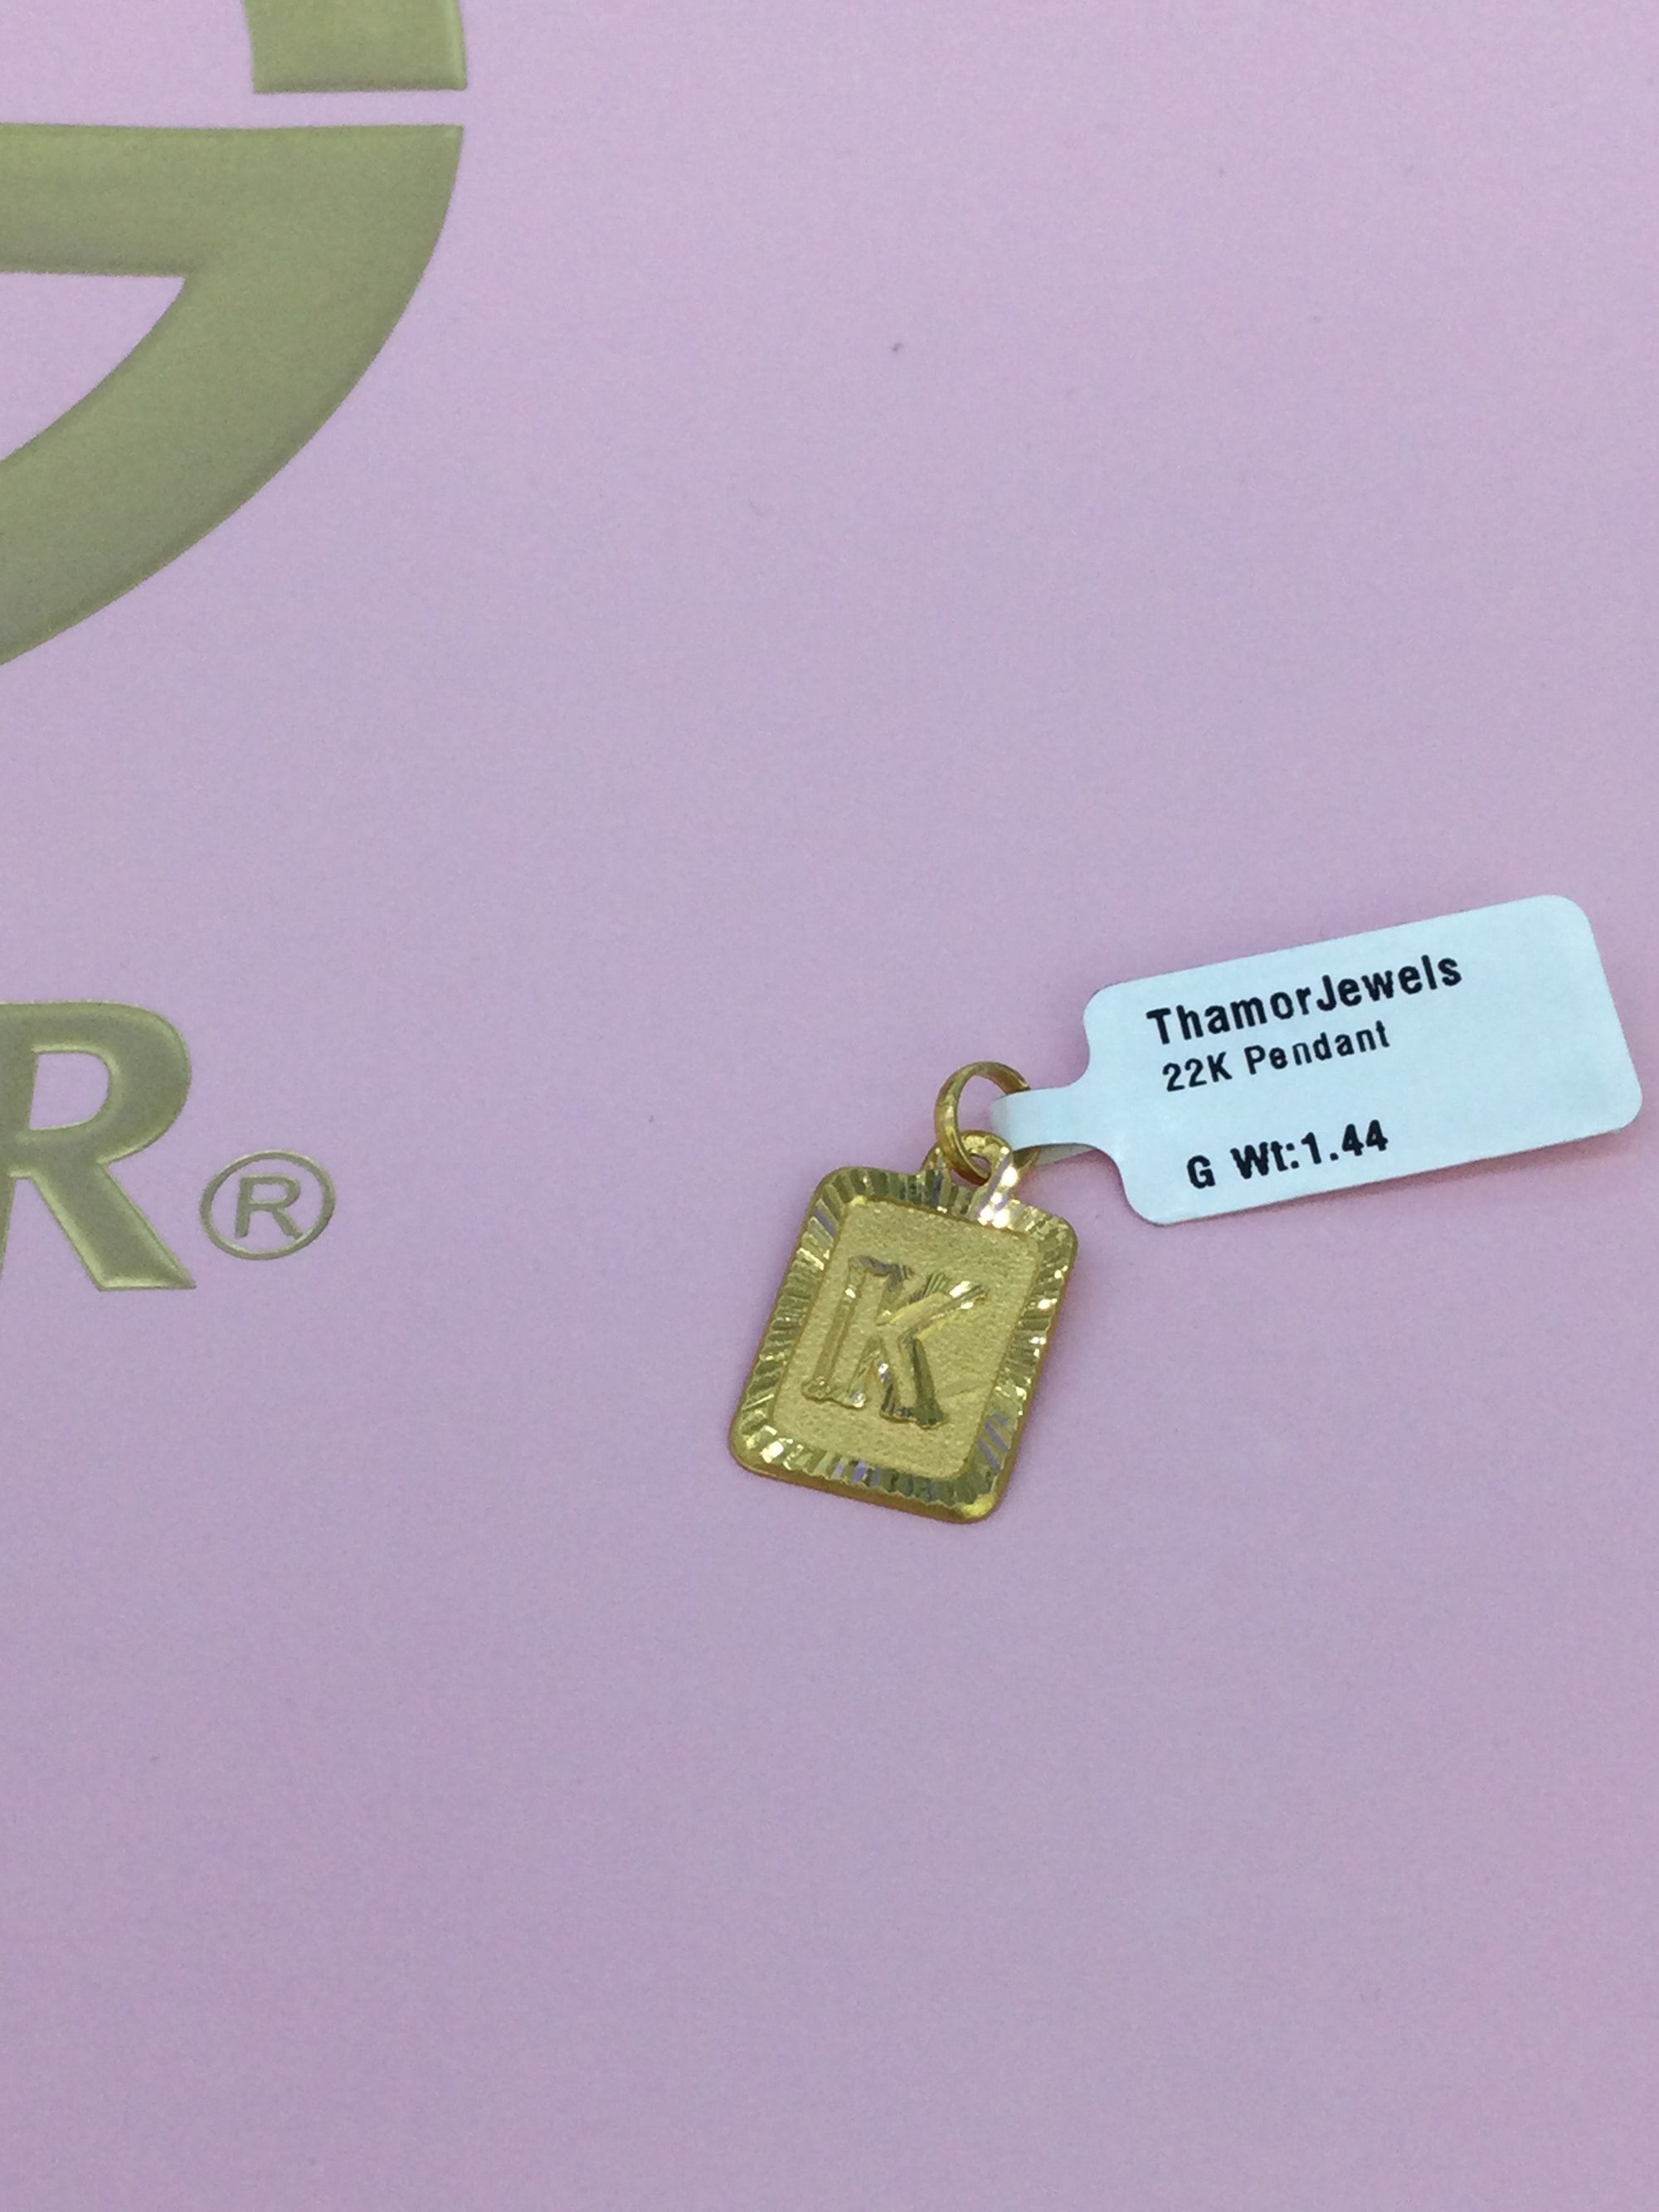 R®
ThamorJewels
22K Pendant
G Wt:1.44
K